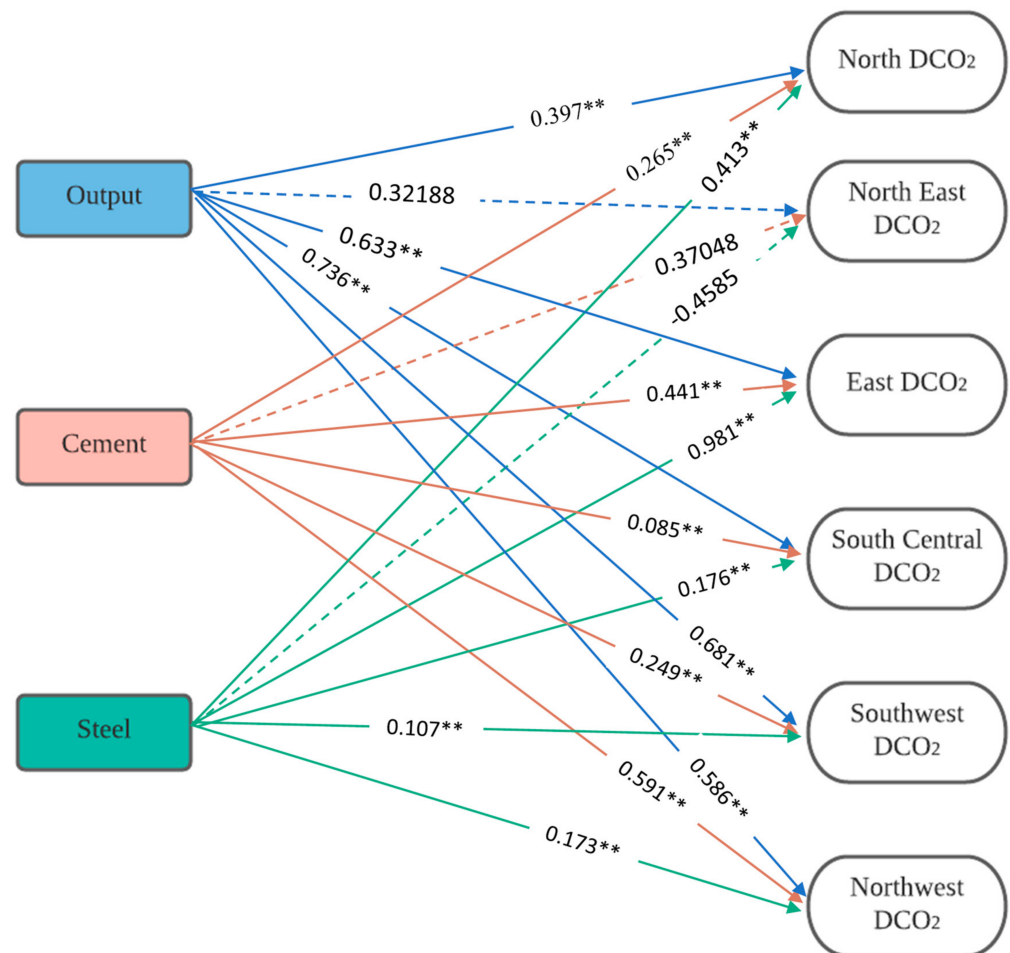 North DCO2
0.397**
0.265**
0.413**
Output
0.32188
North East
DCO2
0.633**
0.736**
0.37048
-0.4585
East DCO2
0.441**
Cement
0.981**
0.085**
South Central
DCO2
0.176**
0.681**
0.249**
Steel
0.107**
Southwest
DCO2
0.591**
0.586**
0.173**
Northwest
DCO2